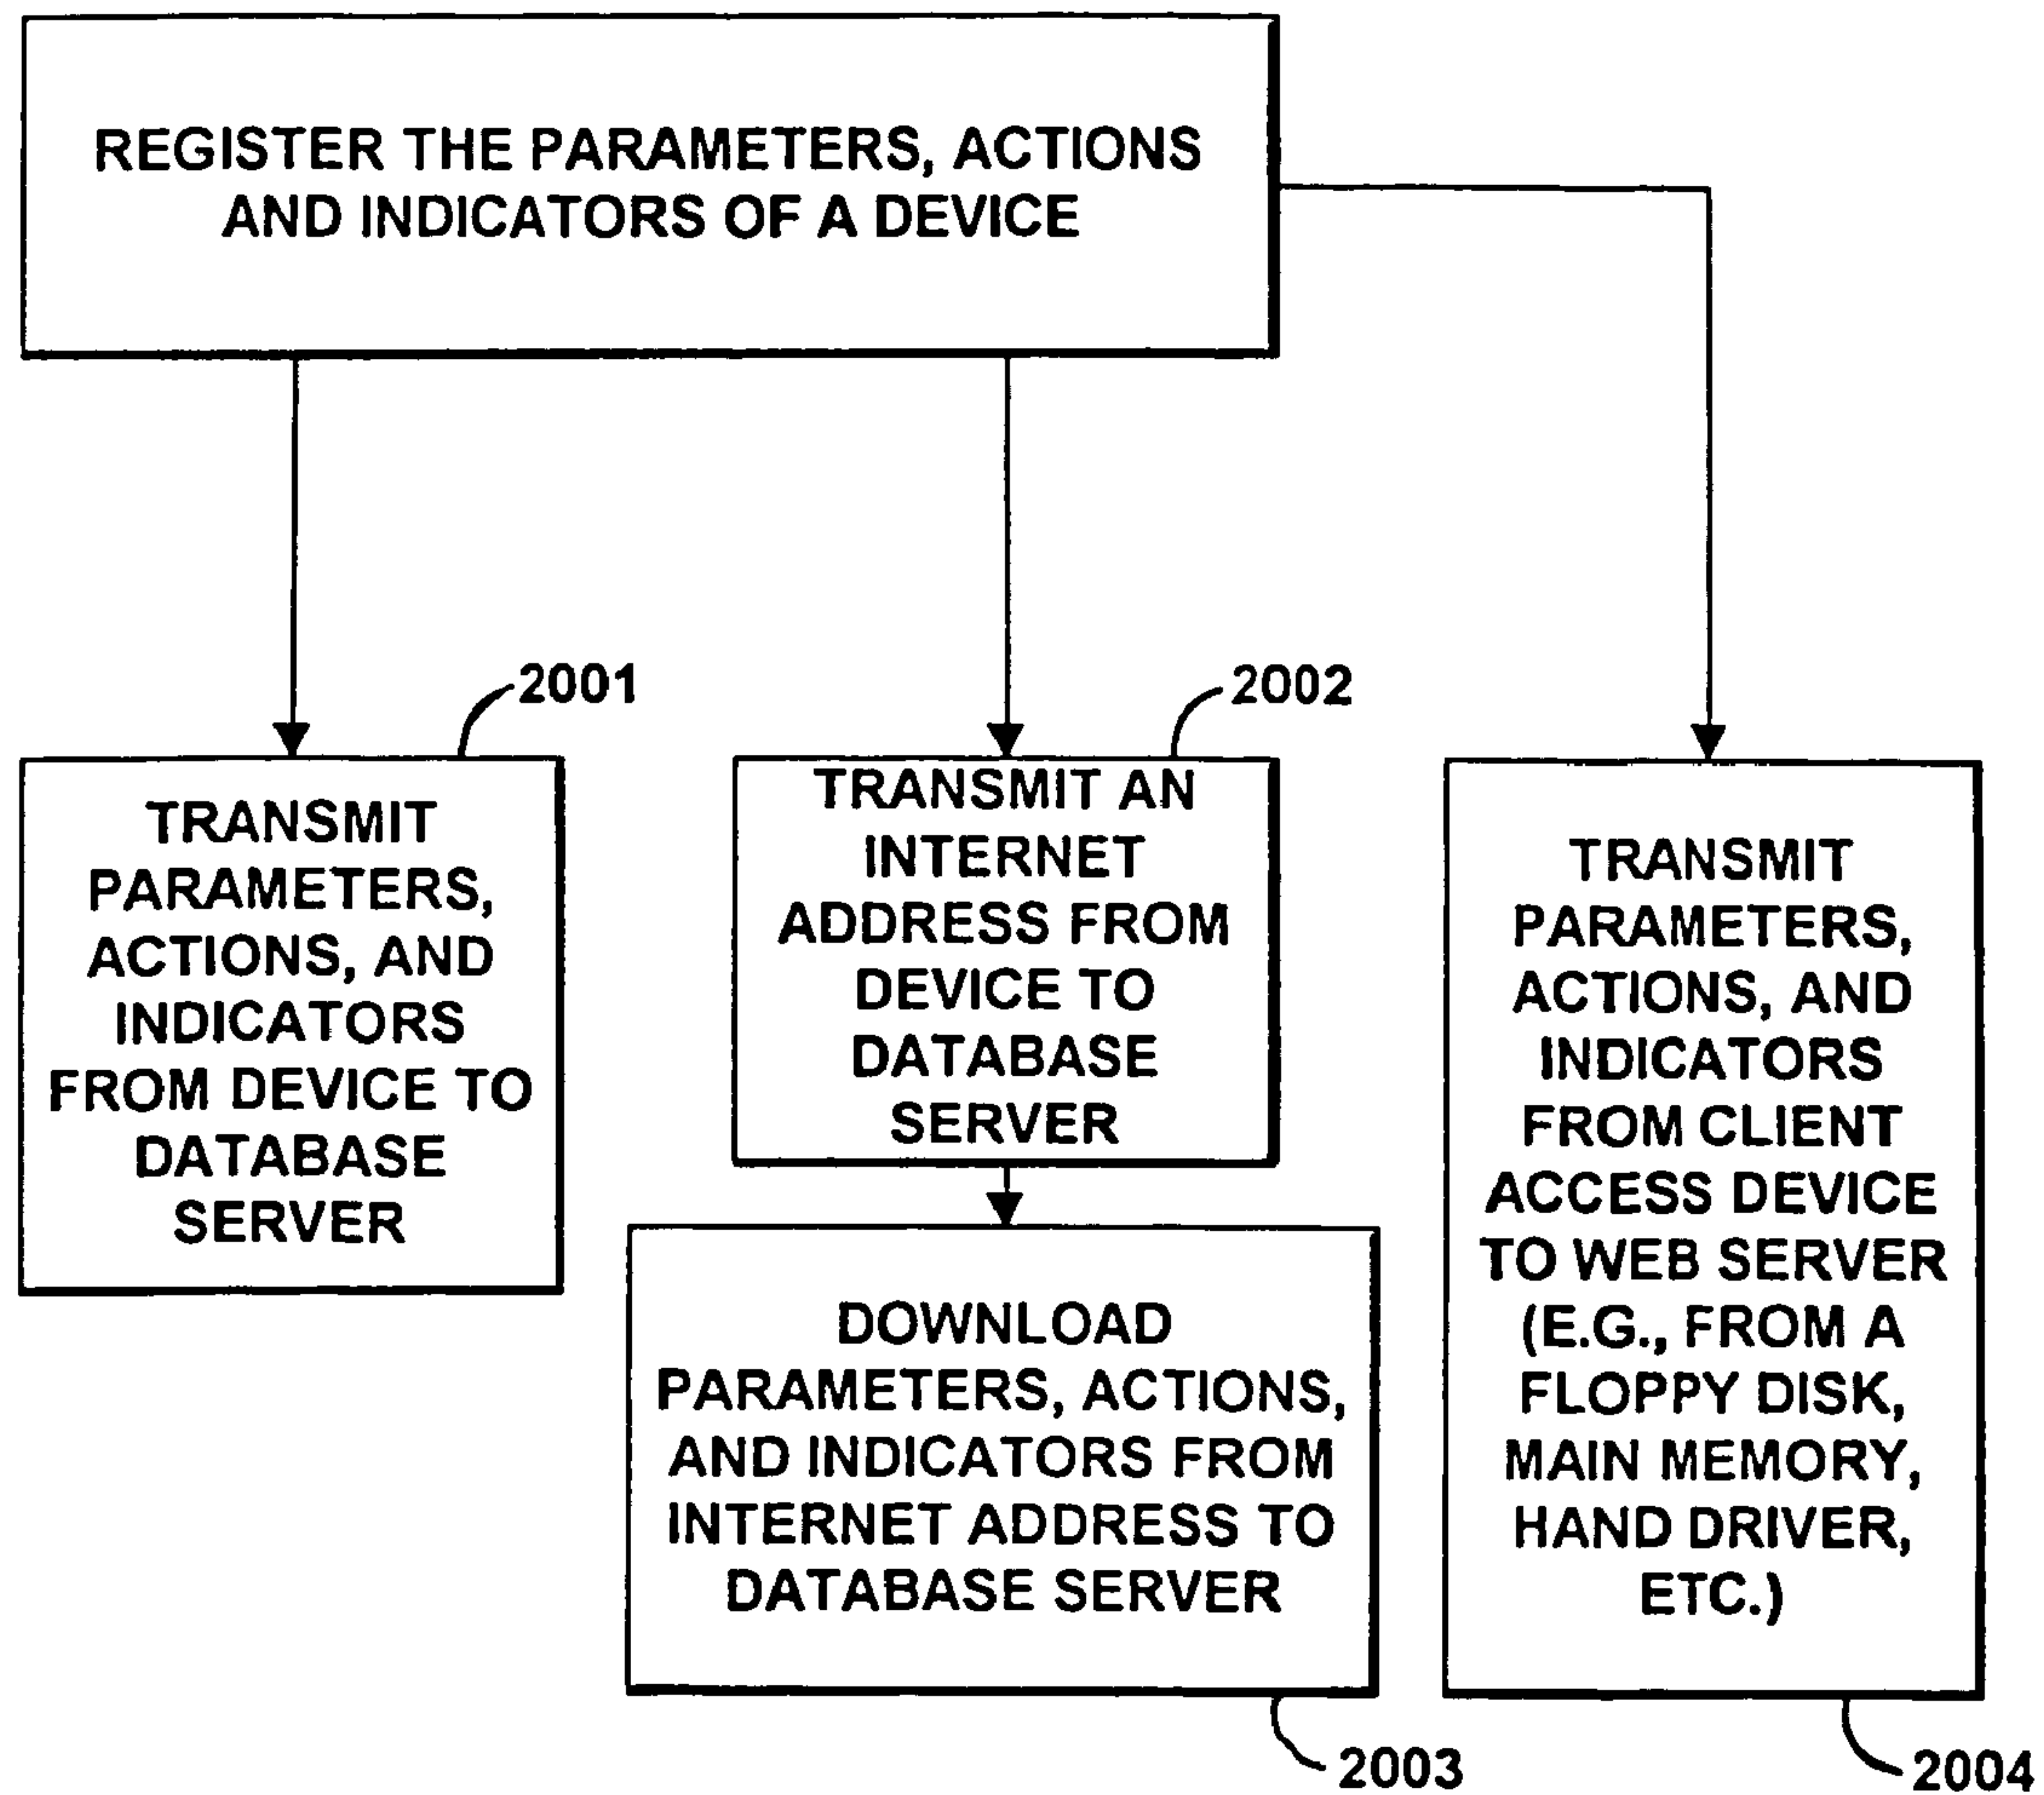 REGISTER THE PARAMETERS, ACTIONS
AND INDICATORS OF A DEVICE
2001
TRANSMIT
PARAMETERS,
ACTIONS, AND
INDICATORS
FROM DEVICE TO
DATABASE
SERVER
2002
TRANSMIT AN
INTERNET
ADDRESS FROM
DEVICE TO
DATABASE
SERVER
DOWNLOAD
PARAMETERS, ACTIONS,
AND INDICATORS FROM
INTERNET ADDRESS TO
DATABASE SERVER
2003
TRANSMIT
PARAMETERS,
ACTIONS, AND
INDICATORS
FROM CLIENT
ACCESS DEVICE
TO WEB SERVER
(E.G., FROM A
FLOPPY DISK,
MAIN MEMORY,
HAND DRIVER,
ETC.)
2004